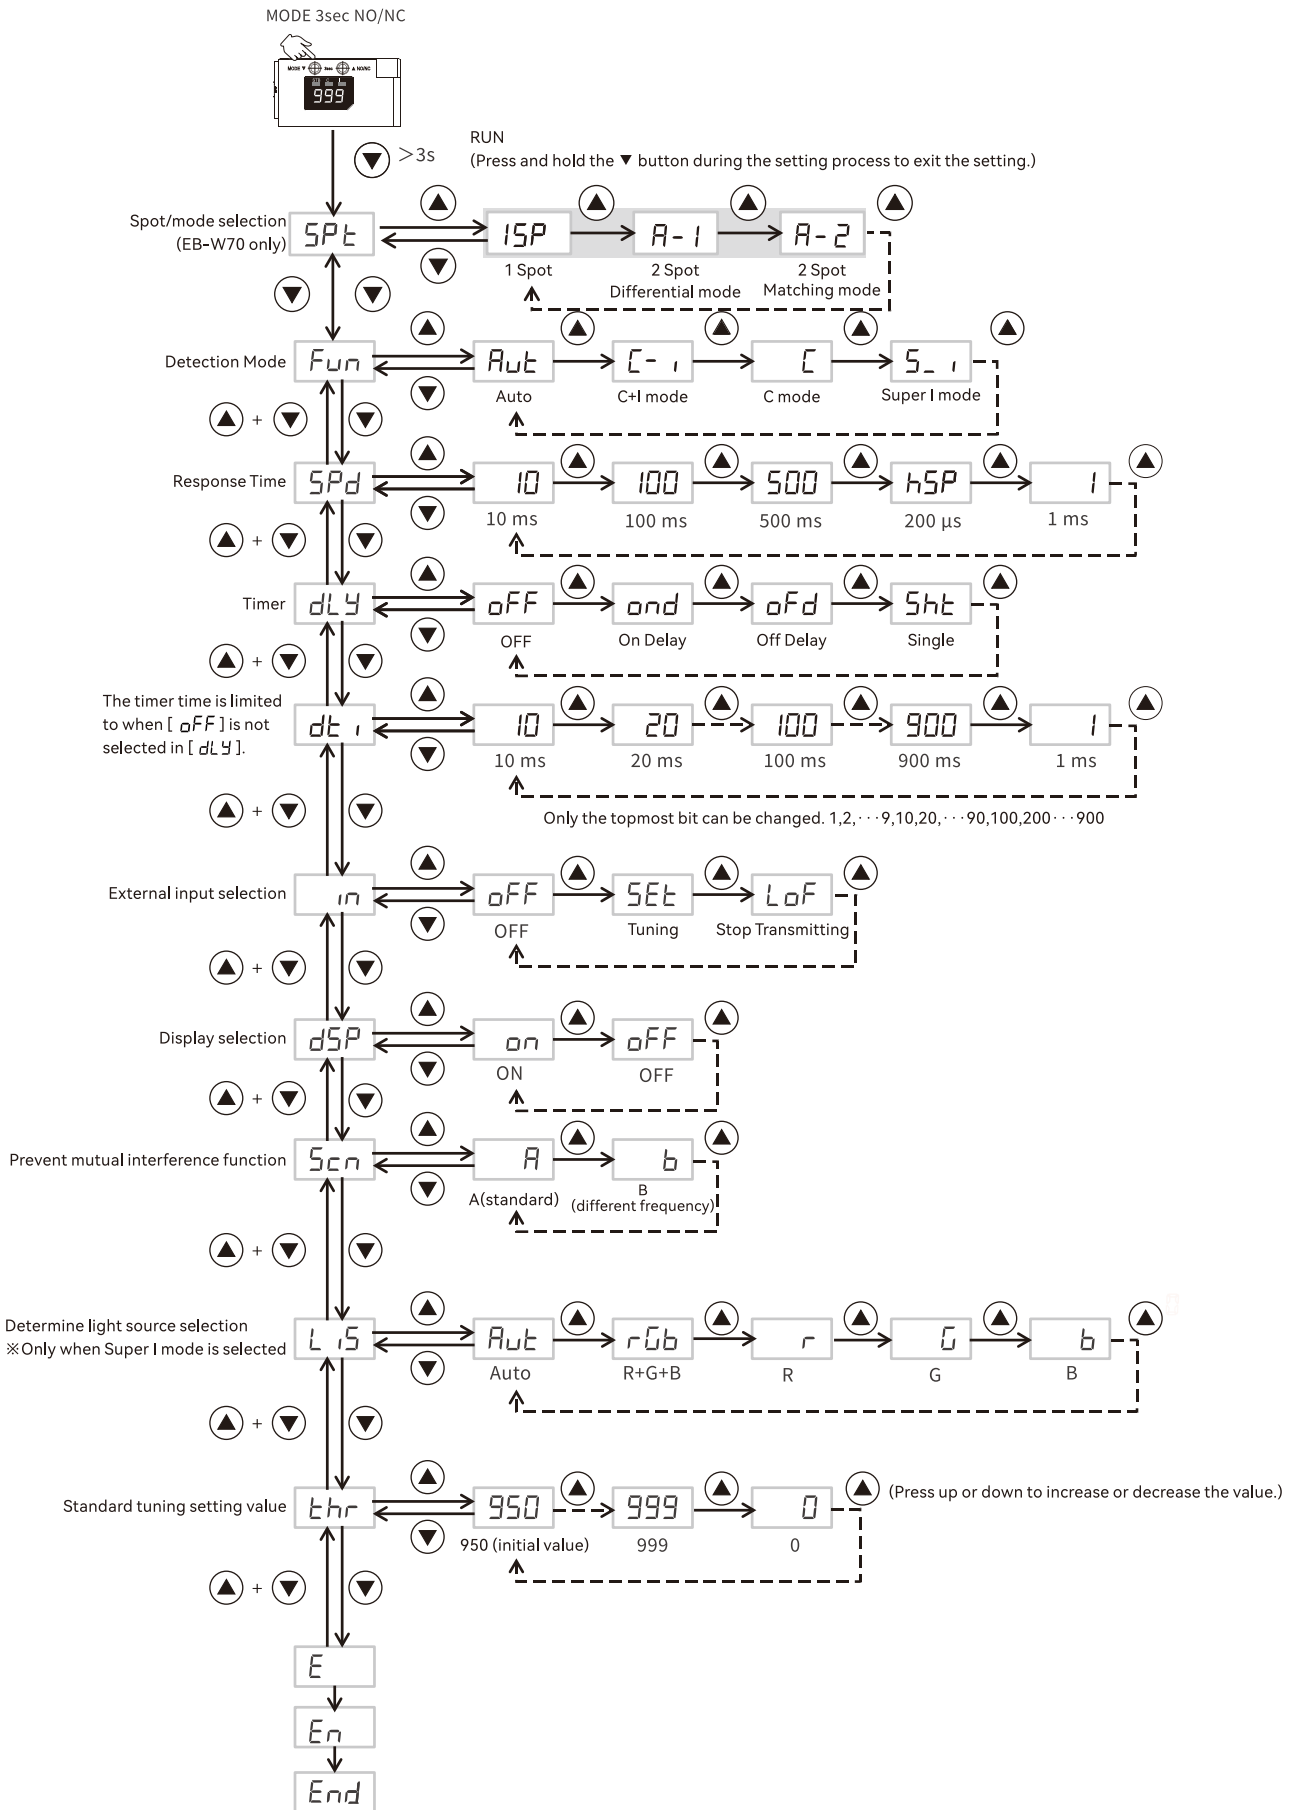 MODE 3sec NO/NC
MODE ▼ 3sec ▲ NO/NC
999
>3s
RUN
(Press and hold the ▼ button during the setting process to exit the setting.)
Spot/mode selection
(EB-W70 only)
SPt
1SP
A-1
A-2
1 Spot
2 Spot
Differential mode
2 Spot
Matching mode
Detection Mode
Fun
Aut
C-i
C
S_i
Auto
C+I mode
C mode
Super I mode
▲ + ▼ ▼
Response Time
SPd
10
100
500
hSP
1
10 ms
100 ms
500 ms
200 µs
1 ms
▲ + ▼ ▼
Timer
dLY
oFF
ond
oFd
Sht
OFF
On Delay
Off Delay
Single
▲ + ▼ ▼
The timer time is limited
to when [ oFF ] is not
selected in [ dLY ].
dti
10
20
100
900
1
10 ms
20 ms
100 ms
900 ms
1 ms
Only the topmost bit can be changed. 1,2,···9,10,20,···90,100,200···900
▲ + ▼ ▼
External input selection
in
oFF
SEt
LoF
OFF
Tuning
Stop Transmitting
▲ + ▼ ▼
Display selection
dSP
on
oFF
ON
OFF
▲ + ▼ ▼
Prevent mutual interference function
Scn
A
b
A(standard)
B
(different frequency)
▲ + ▼ ▼
Determine light source selection
※Only when Super I mode is selected
LiS
Aut
rGb
r
G
b
Auto
R+G+B
R
G
B
▲ + ▼ ▼
Standard tuning setting value
thr
950
999
0
(Press up or down to increase or decrease the value.)
950 (initial value)
999
0
▲ + ▼ ▼
E
En
End